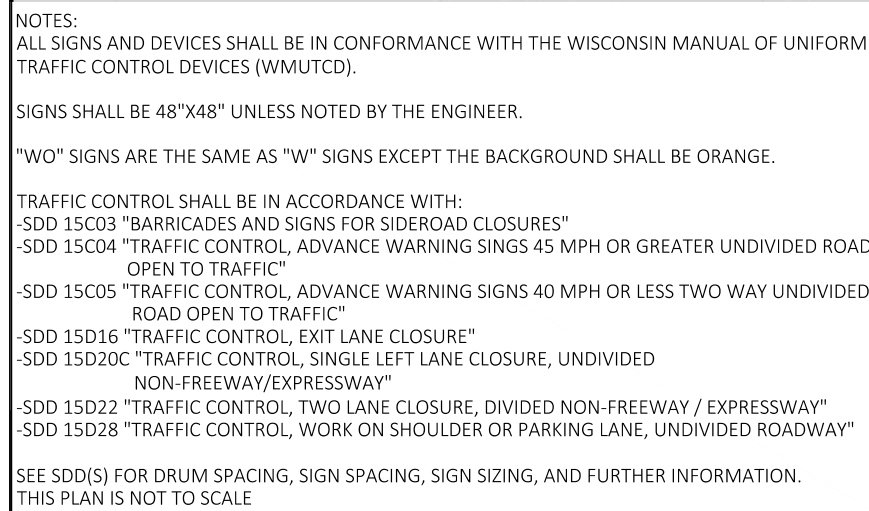 NOTES:
ALL SIGNS AND DEVICES SHALL BE IN CONFORMANCE WITH THE WISCONSIN MANUAL OF UNIFORM
TRAFFIC CONTROL DEVICES (WMUTCD).
SIGNS SHALL BE 48"X48" UNLESS NOTED BY THE ENGINEER.
"WO" SIGNS ARE THE SAME AS "W" SIGNS EXCEPT THE BACKGROUND SHALL BE ORANGE.
TRAFFIC CONTROL SHALL BE IN ACCORDANCE WITH:
-SDD 15C03 "BARRICADES AND SIGNS FOR SIDEROAD CLOSURES"
-SDD 15C04 "TRAFFIC CONTROL, ADVANCE WARNING SINGS 45 MPH OR GREATER UNDIVIDED ROAD
OPEN TO TRAFFIC"
-SDD 15C05 "TRAFFIC CONTROL, ADVANCE WARNING SIGNS 40 MPH OR LESS TWO WAY UNDIVIDED
ROAD OPEN TO TRAFFIC"
-SDD 15D16 "TRAFFIC CONTROL, EXIT LANE CLOSURE"
-SDD 15D20C "TRAFFIC CONTROL, SINGLE LEFT LANE CLOSURE, UNDIVIDED
NON-FREEWAY/EXPRESSWAY"
-SDD 15D22 "TRAFFIC CONTROL, TWO LANE CLOSURE, DIVIDED NON-FREEWAY / EXPRESSWAY"
-SDD 15D28 "TRAFFIC CONTROL, WORK ON SHOULDER OR PARKING LANE, UNDIVIDED ROADWAY"
SEE SDD(S) FOR DRUM SPACING, SIGN SPACING, SIGN SIZING, AND FURTHER INFORMATION.
THIS PLAN IS NOT TO SCALE